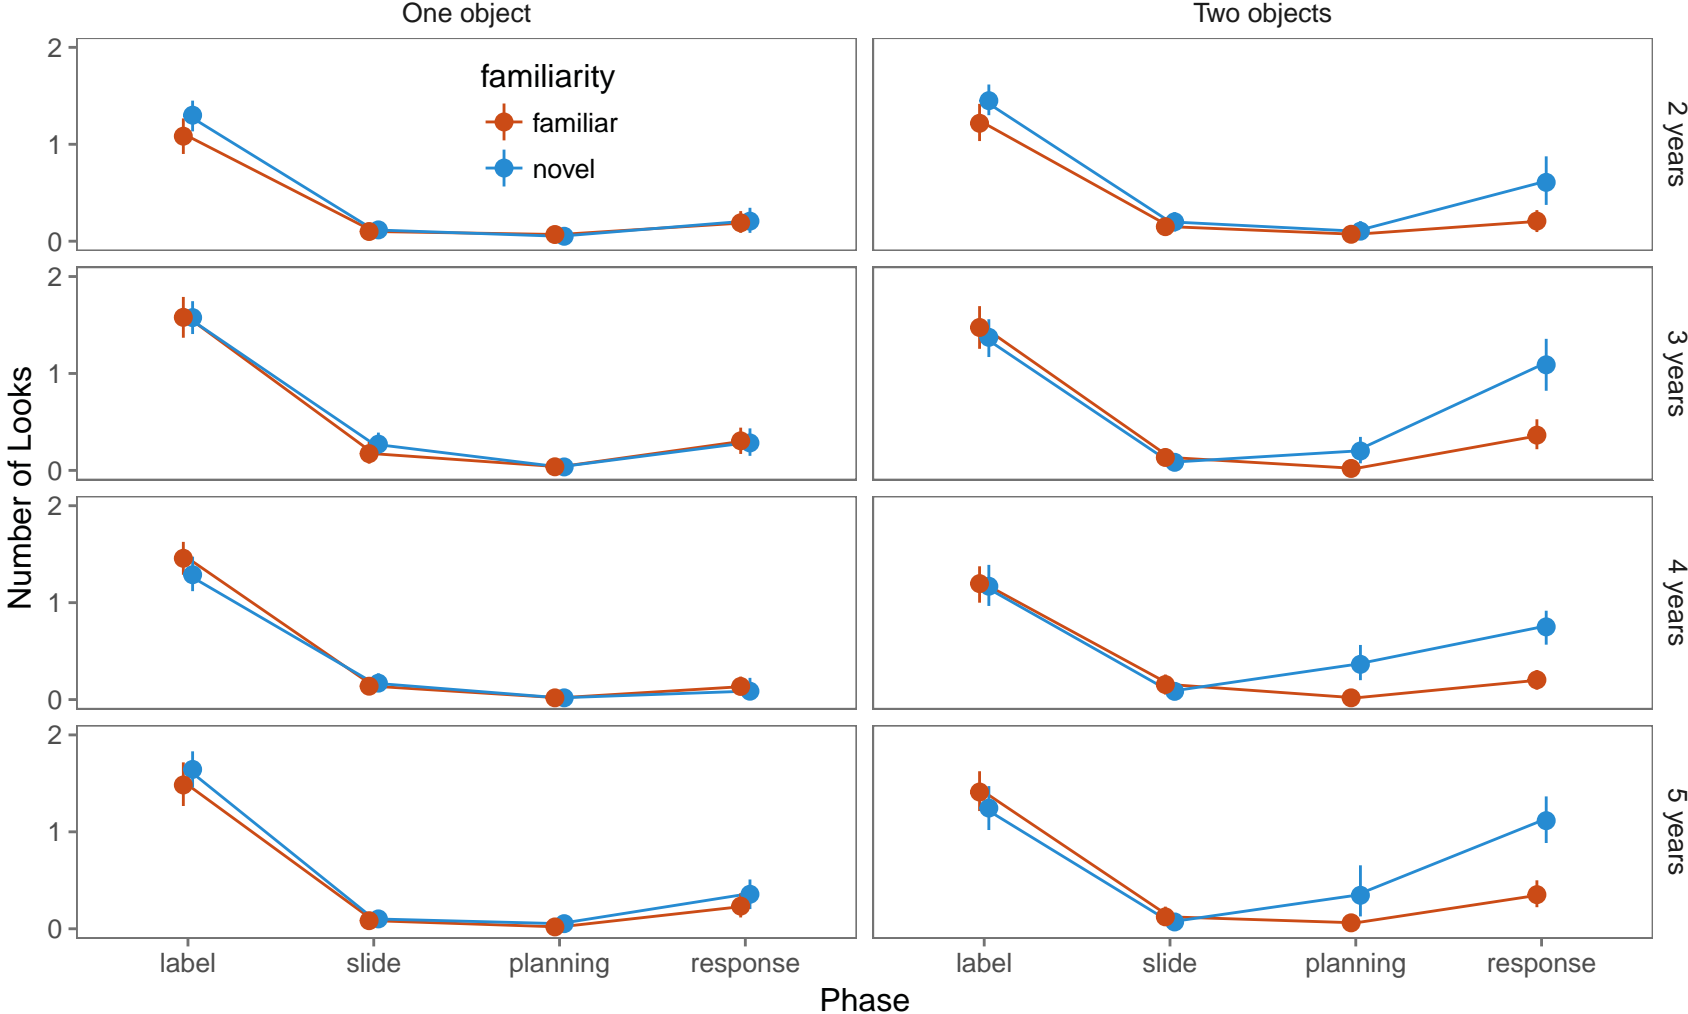 One object
Two objects
familiarity
familiar
novel
2
1
0
2 years
2
1
0
3 years
2
1
0
4 years
2
1
0
5 years
Number of Looks
label slide planning response
label slide planning response
Phase